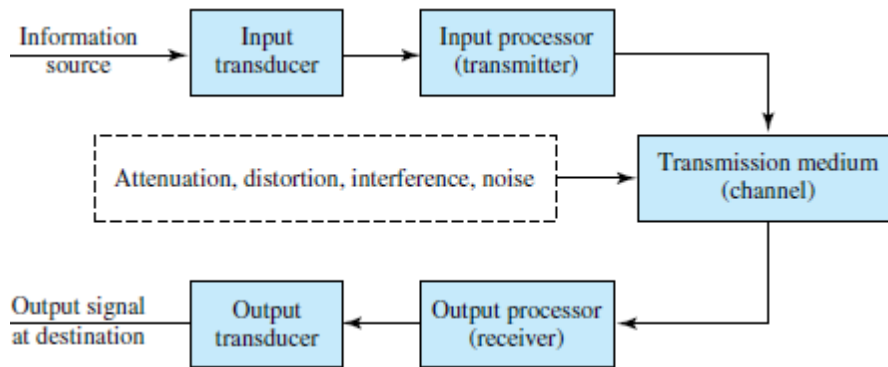 Information
source
Input
transducer
Input processor
(transmitter)
Attenuation, distortion, interference, noise
Transmission medium
(channel)
Output signal
at destination
Output
transducer
Output processor
(receiver)